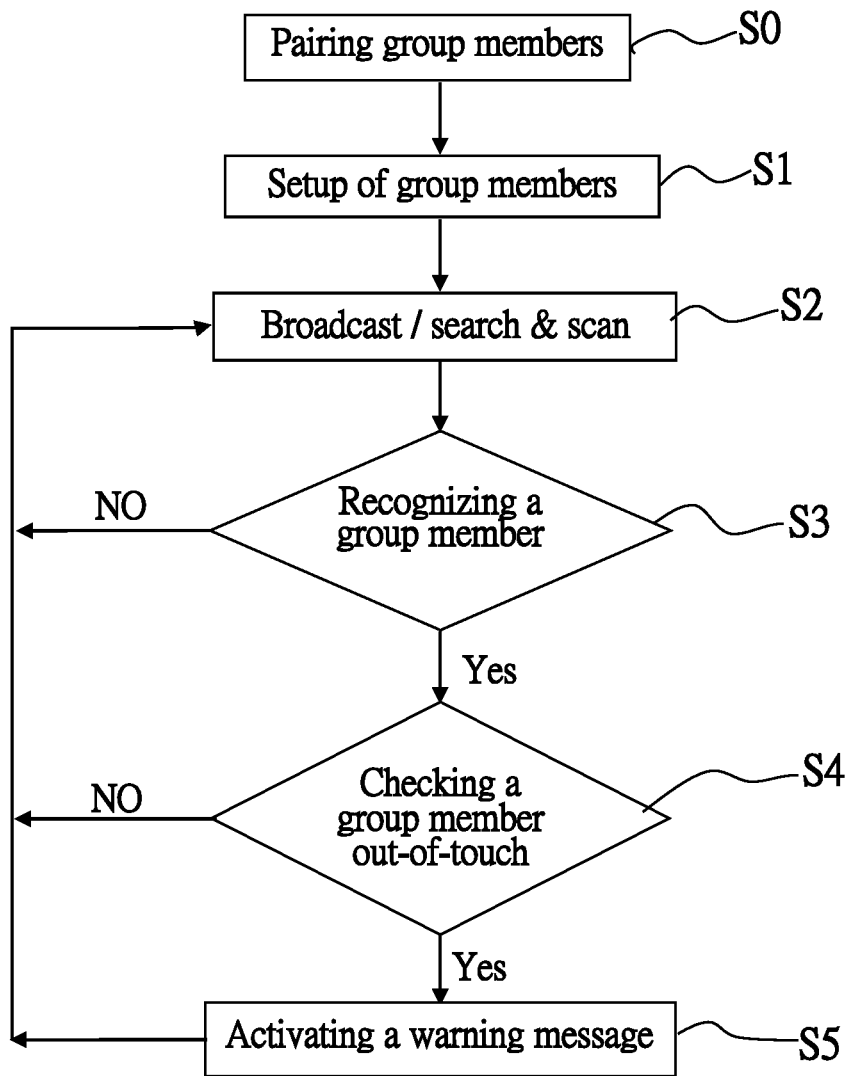 Pairing group members
S0
Setup of group members
S1
Broadcast / search & scan
S2
Recognizing a
group member
NO
S3
Yes
Checking a
group member
out-of-touch
NO
S4
Yes
Activating a warning message
S5